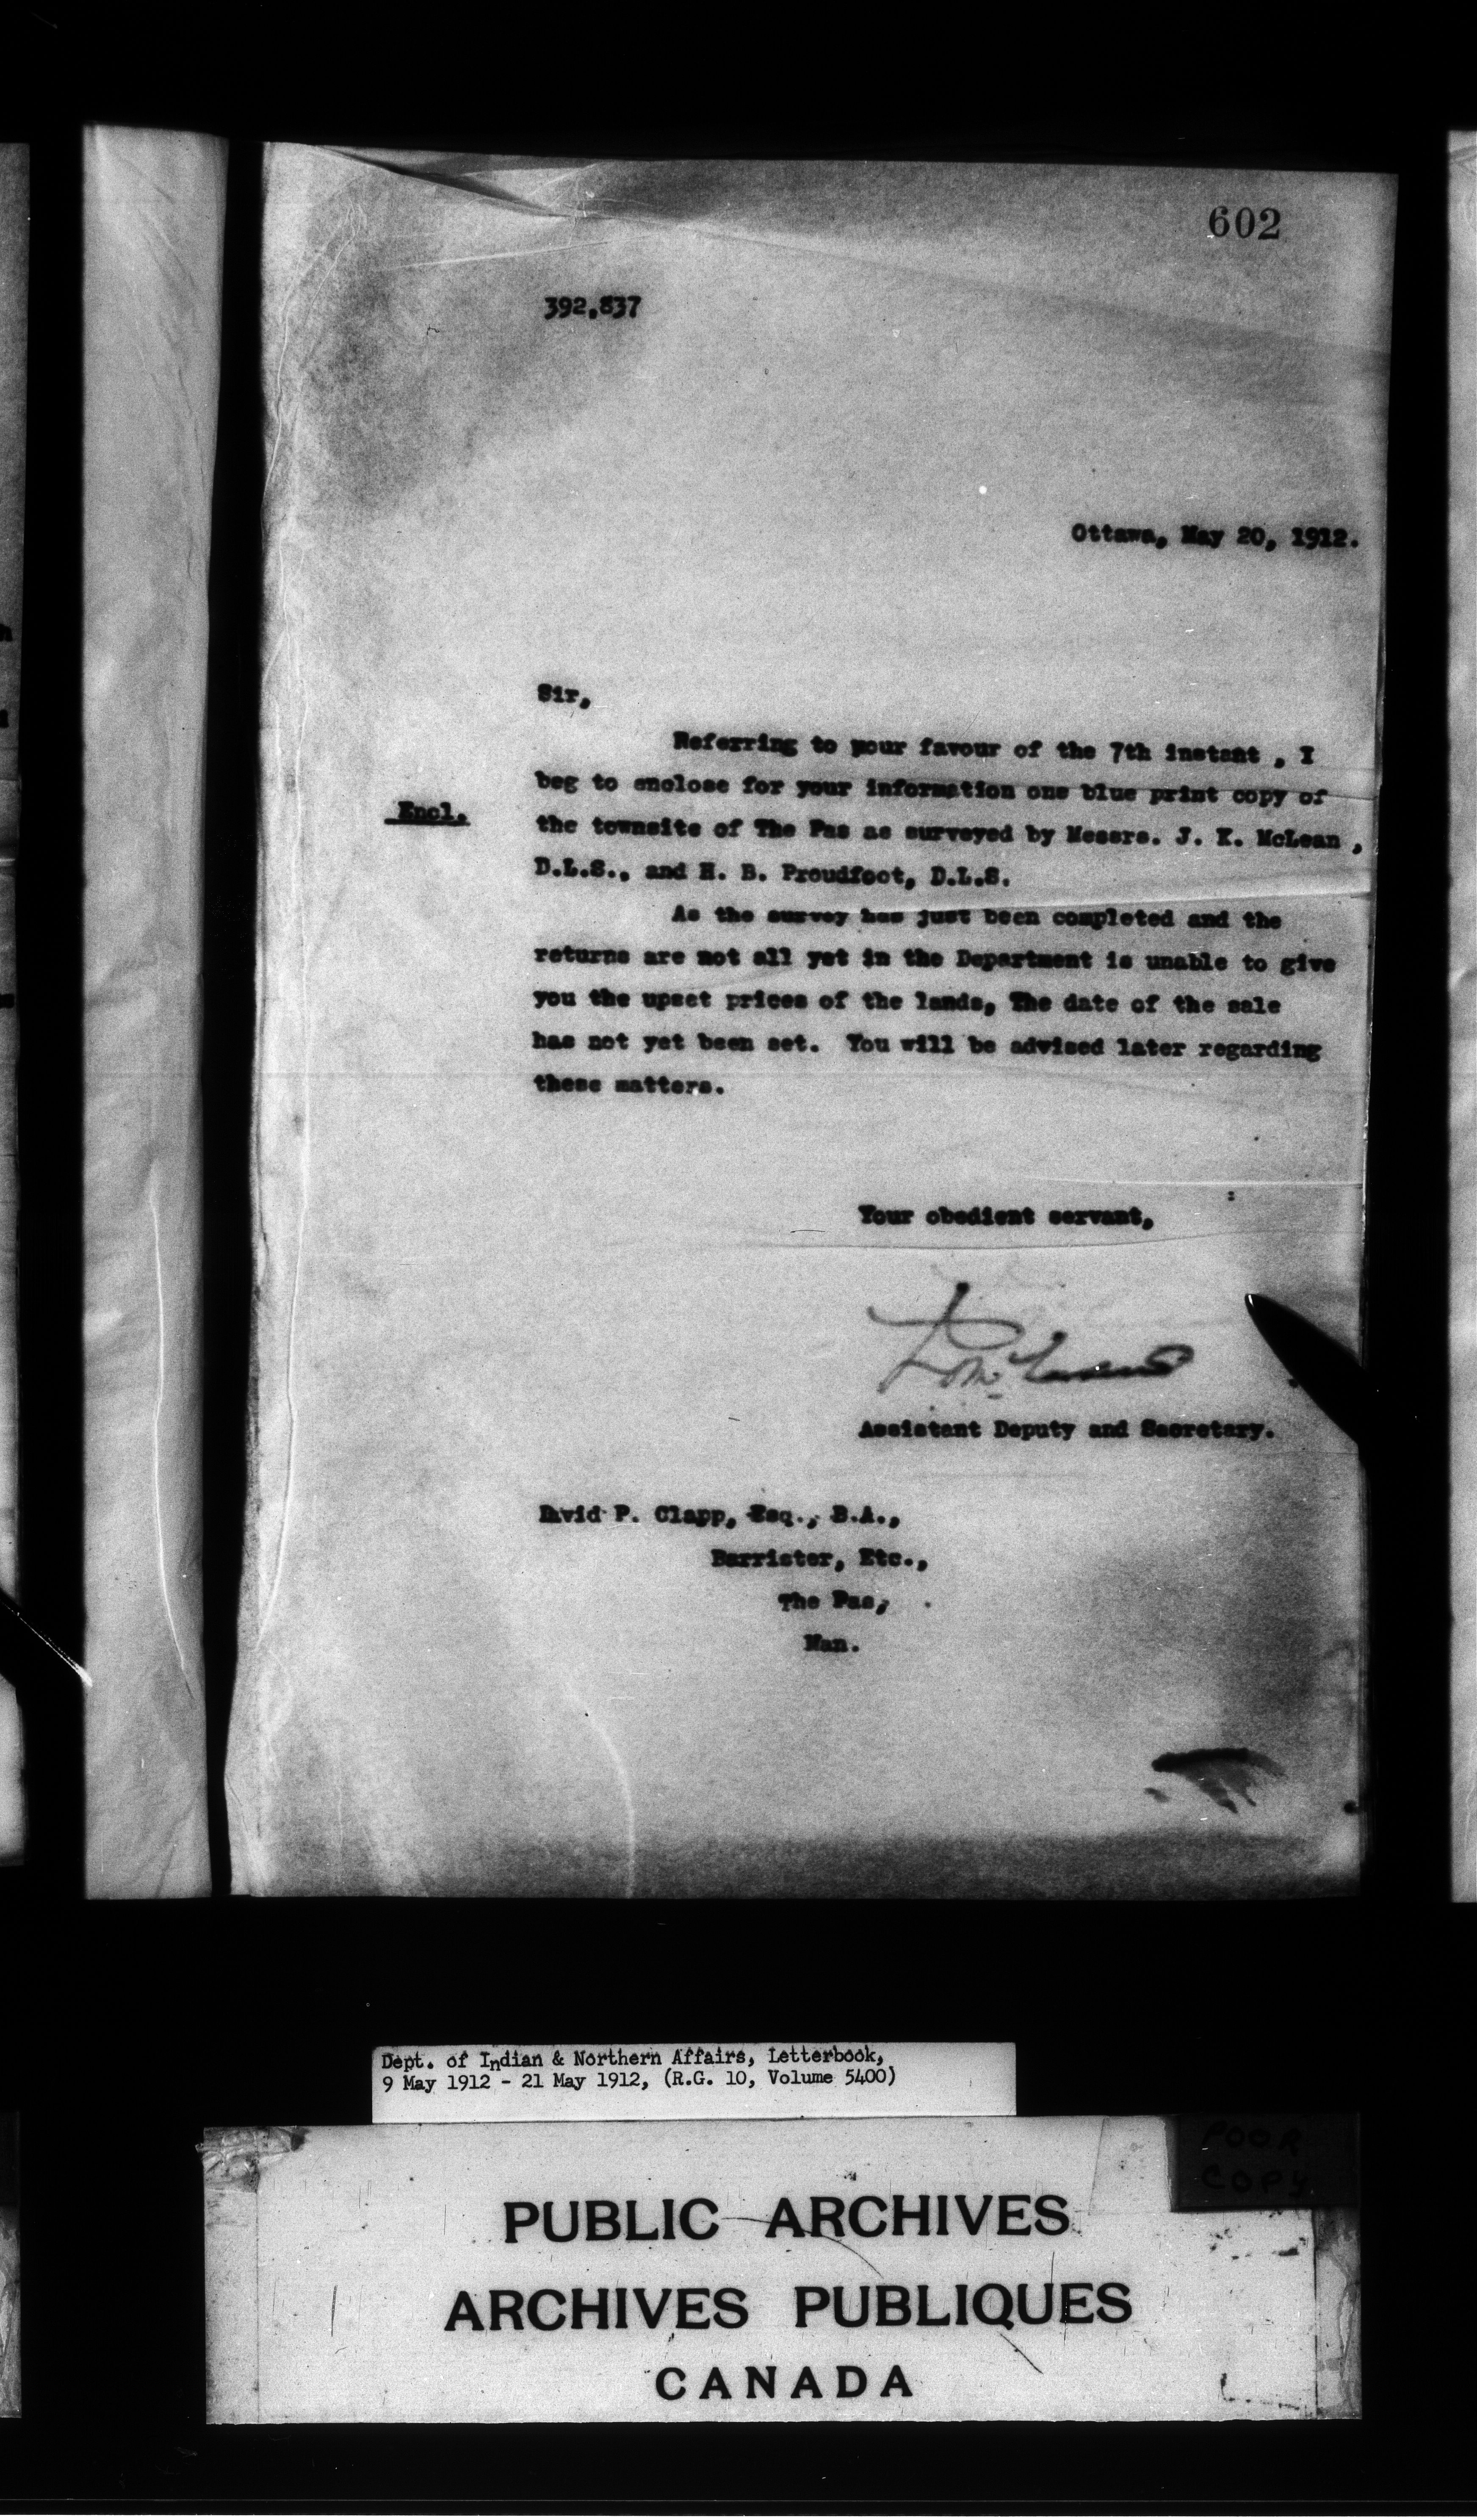 602
392,837
Ottawa, May 20, 1912.
Sir,
Referring to your favour of the 7th instant , I
beg to enclose for your information one blue print copy of
Encl.
the townsite of The Pas as surveyed by Messrs. J. K. McLean ,
D.L.S., and H. B. Proudfoot, D.L.S.
As the survey has just been completed and the
returns are not all yet in the Department is unable to give
you the upset prices of the lands, The date of the sale
has not yet been set. You will be advised later regarding
these matters.
Your obedient servant,
Assistant Deputy and Secretary.
David P. Clapp, Esq., B.A.,
Barrister, Etc.,
The Pas,
Man.
Dept. of Indian & Northern Affairs, Letterbook,
9 May 1912 - 21 May 1912, (R.G. 10, Volume 5400)
POOR
COPY
PUBLIC ARCHIVES
ARCHIVES PUBLIQUES
CANADA